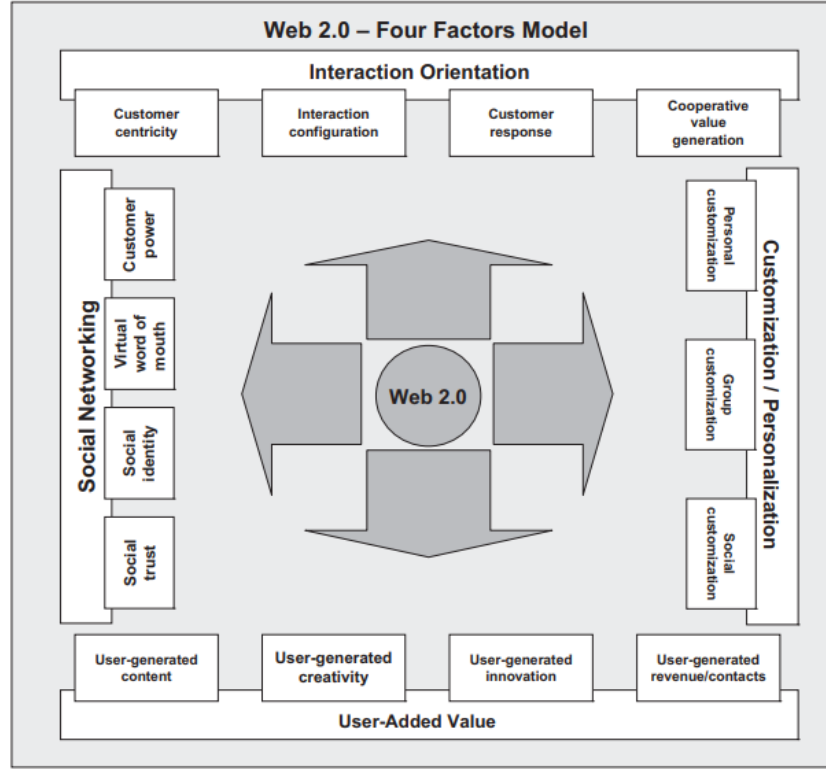 Web 2.0 – Four Factors Model
Interaction Orientation
Customer
centricity
Interaction
configuration
Customer
response
Cooperative
value
generation
Social Networking
Customer
power
Virtual
word of
mouth
Social
identity
Social
trust
Web 2.0
Customization / Personalization
Personal
customization
Group
customization
Social
customization
User-generated
content
User-generated
creativity
User-generated
innovation
User-generated
revenue/contacts
User-Added Value